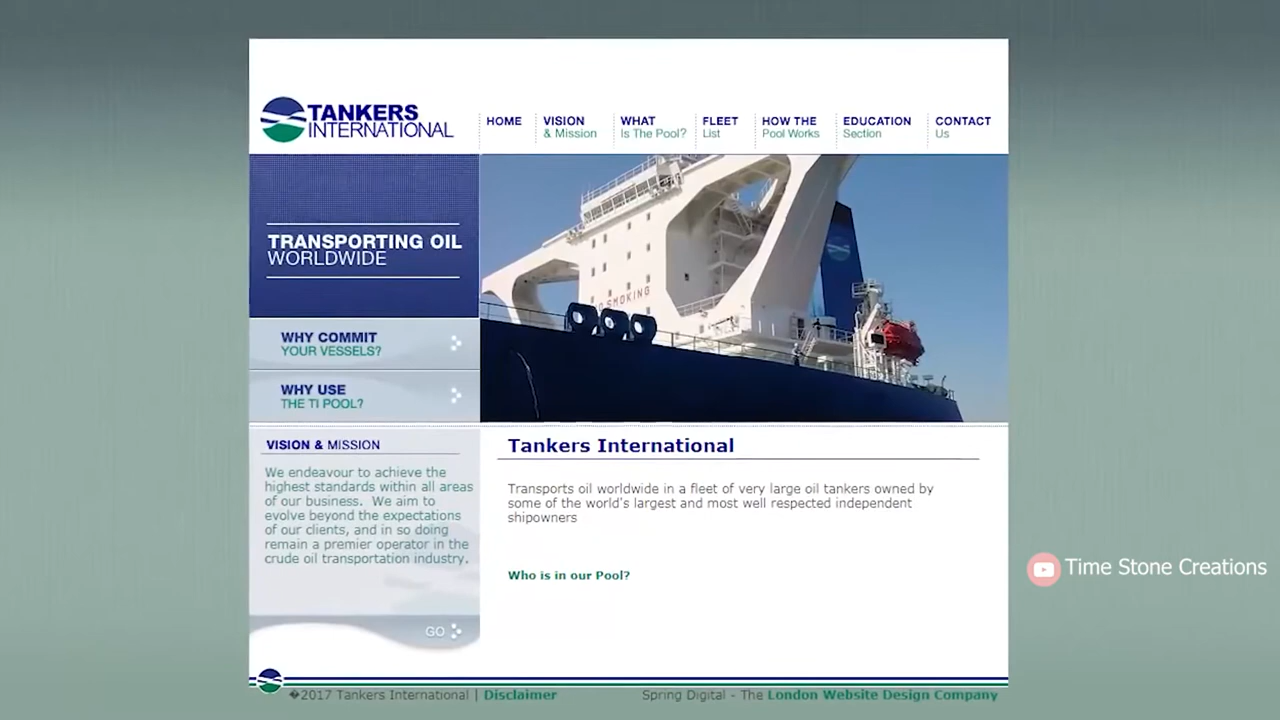 TANKERS
INTERNATIONAL
HOME
VISION
& Mission
WHAT
Is The Pool?
FLEET
List
HOW THE
Pool Works
EDUCATION
Section
CONTACT
Us
TRANSPORTING OIL
WORLDWIDE
SMOKING
WHY COMMIT
YOUR VESSELS?
WHY USE
THE TI POOL?
VISION & MISSION
We endeavour to achieve the
highest standards within all areas
of our business. We aim to
evolve beyond the expectations
of our clients, and in so doing
remain a premier operator in the
crude oil transportation industry.
GO
Tankers International
Transports oil worldwide in a fleet of very large oil tankers owned by
some of the world's largest and most well respected independent
shipowners
Who is in our Pool?
Time Stone Creations
�2017 Tankers International | Disclaimer
Spring Digital - The London Website Design Company